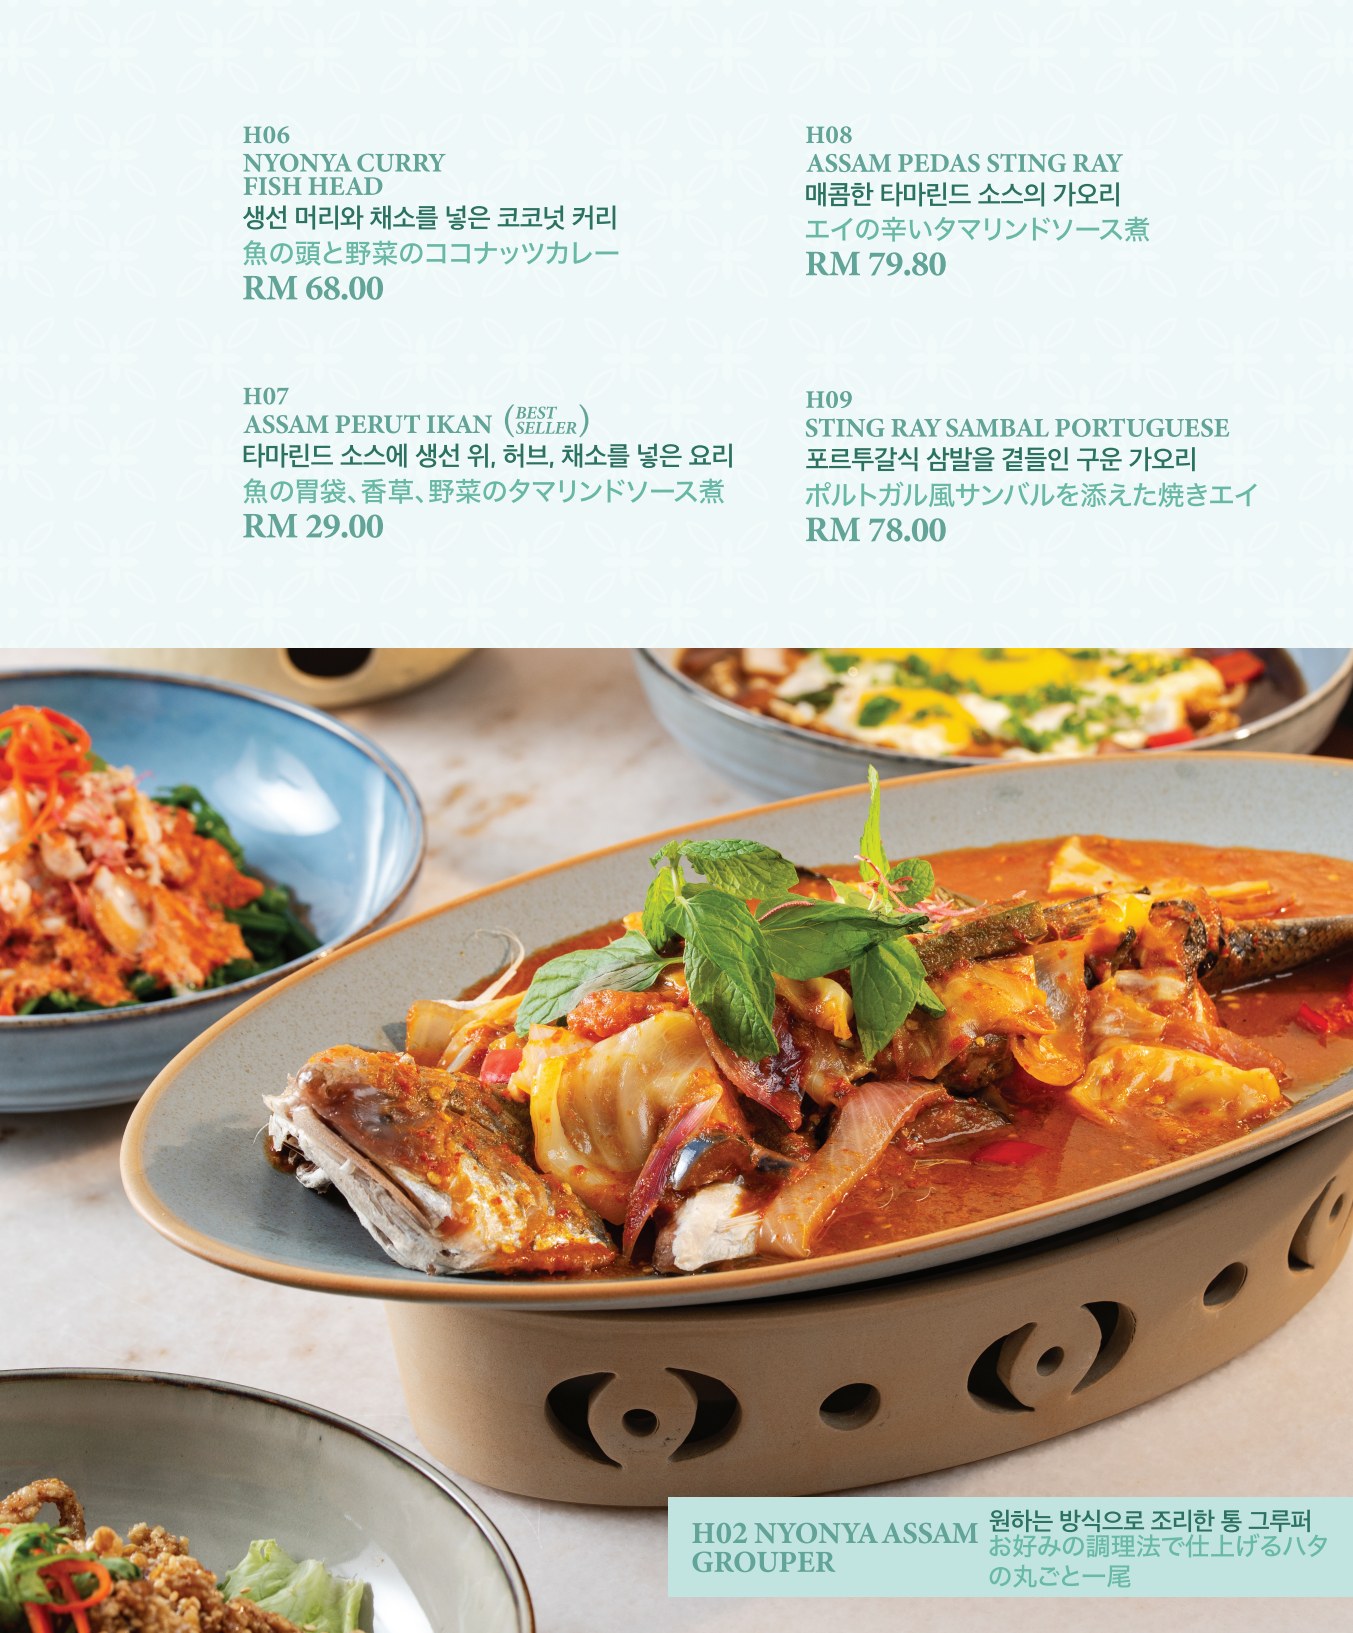 H06
NYONYA CURRY
FISH HEAD
생선 머리와 채소를 넣은 코코넛 커리
魚の頭と野菜のココナッツカレー
RM 68.00
H07
ASSAM PERUT IKAN (BEST SELLER)
타마린드 소스에 생선 위, 허브, 채소를 넣은 요리
魚の胃袋、香草、野菜のタマリンドソース煮
RM 29.00
H08
ASSAM PEDAS STING RAY
매콤한 타마린드 소스의 가오리
エイの辛いタマリンドソース煮
RM 79.80
H09
STING RAY SAMBAL PORTUGUESE
포르투갈식 삼발을 곁들인 구운 가오리
ポルトガル風サンバルを添えた焼きエイ
RM 78.00
H02 NYONYA ASSAM
GROUPER
원하는 방식으로 조리한 통 그루퍼
お好みの調理法で仕上げるハタ
の丸ごと一尾